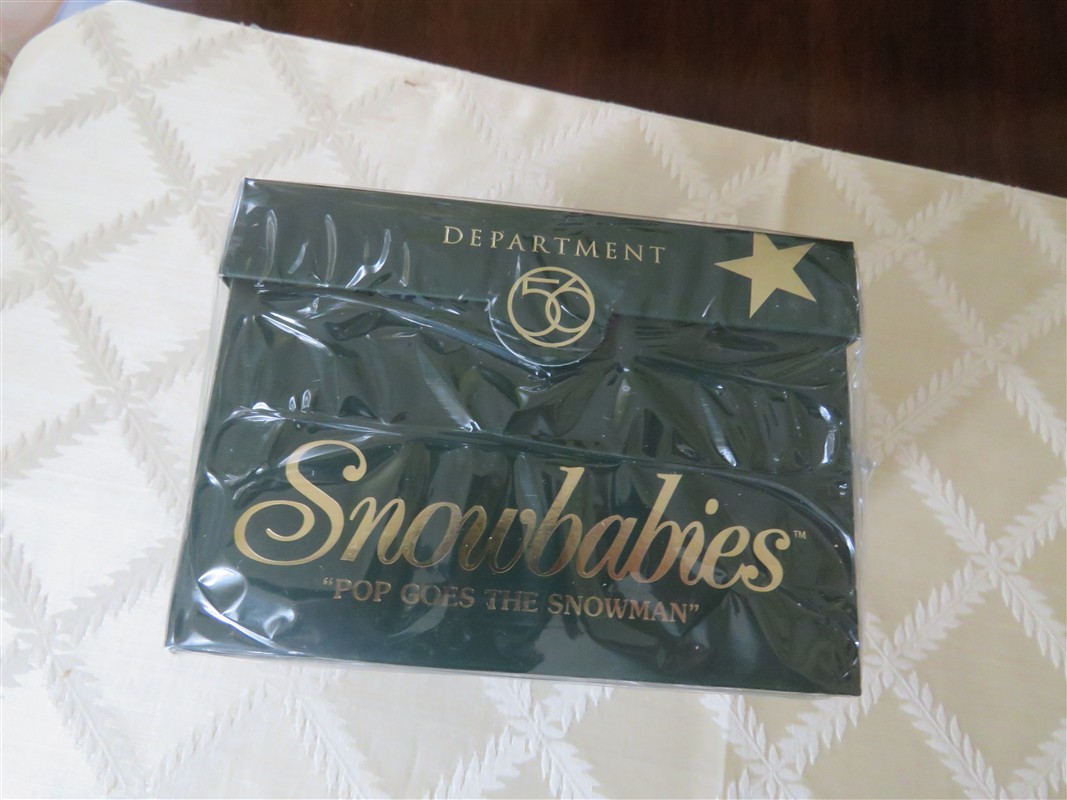 DEPARTMENT
56
Snowbabies™
"POP GOES THE SNOWMAN"